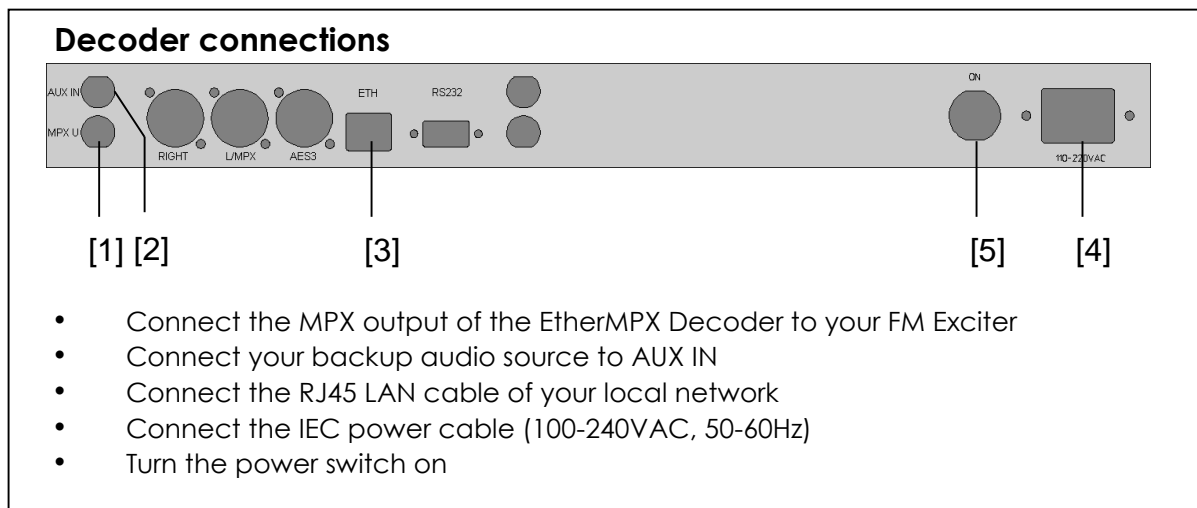 Decoder connections
AUX IN
MPX U
RIGHT
L/MPX
AES3
ETH
RS232
ON
110-220VAC
[1]
[2]
[3]
[5]
[4]
• Connect the MPX output of the EtherMPX Decoder to your FM Exciter
• Connect your backup audio source to AUX IN
• Connect the RJ45 LAN cable of your local network
• Connect the IEC power cable (100-240VAC, 50-60Hz)
• Turn the power switch on